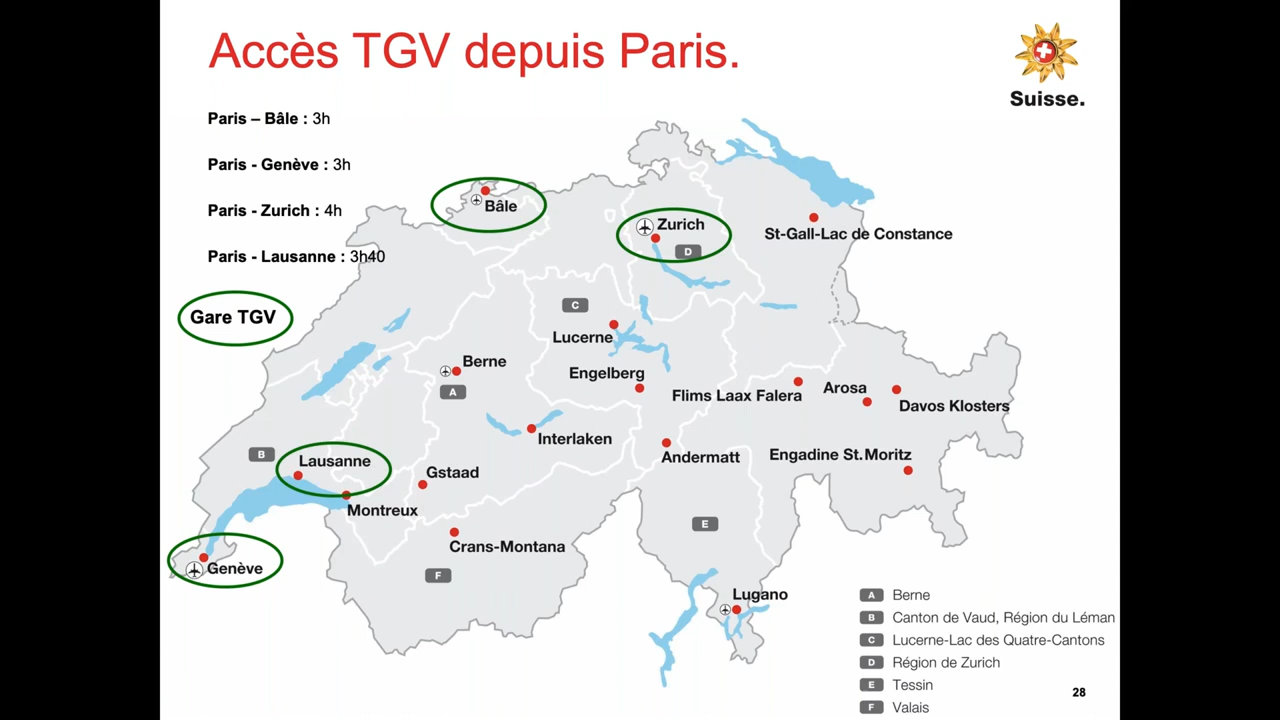 Accès TGV depuis Paris.
Suisse.
Paris – Bâle : 3h
Paris - Genève : 3h
Paris - Zurich : 4h
Paris - Lausanne : 3h40
Gare TGV
Bâle
Zurich
D
St-Gall-Lac de Constance
C
Lucerne
Berne
A
Engelberg
Flims Laax Falera
Arosa
Davos Klosters
Interlaken
Andermatt
Engadine St. Moritz
B
Lausanne
Gstaad
Montreux
Crans-Montana
E
Genève
F
Lugano
A Berne
B Canton de Vaud, Région du Léman
C Lucerne-Lac des Quatre-Cantons
D Région de Zurich
E Tessin
F Valais
28